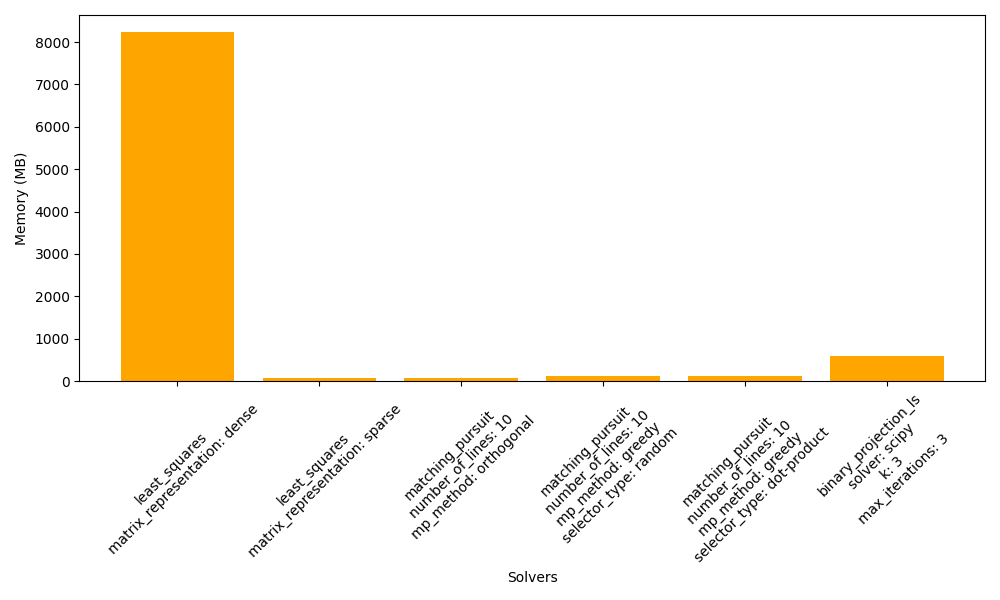 8000
7000
6000
5000
4000
3000
2000
1000
0
Memory (MB)
least_squares
matrix_representation: dense
least_squares
matrix_representation: sparse
matching_pursuit
number_of_lines: 10
mp_method: orthogonal
matching_pursuit
number_of_lines: 10
mp_method: greedy
selector_type: random
matching_pursuit
number_of_lines: 10
mp_method: greedy
selector_type: dot-product
binary_projection_ls
solver: scipy
k: 3
max_iterations: 3
Solvers